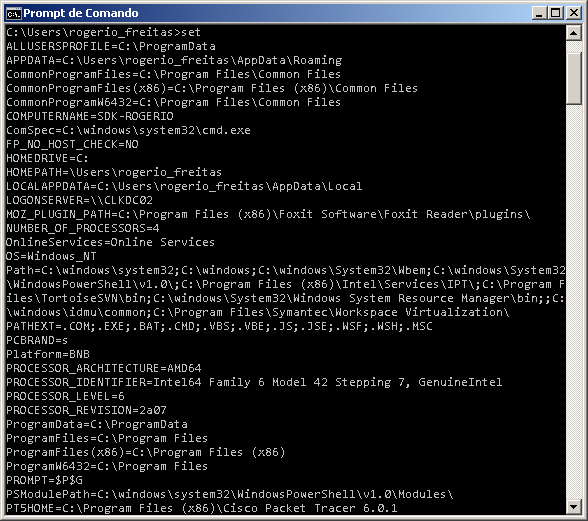 Prompt de Comando
C:\Users\rogerio_freitas>set
ALLUSERSPROFILE=C:\ProgramData
APPDATA=C:\Users\rogerio_freitas\AppData\Roaming
CommonProgramFiles=C:\Program Files\Common Files
CommonProgramFiles(x86)=C:\Program Files (x86)\Common Files
CommonProgramW6432=C:\Program Files\Common Files
COMPUTERNAME=SDK-ROGERIO
ComSpec=C:\windows\system32\cmd.exe
FP_NO_HOST_CHECK=NO
HOMEDRIVE=C:
HOMEPATH=\Users\rogerio_freitas
LOCALAPPDATA=C:\Users\rogerio_freitas\AppData\Local
LOGONSERVER=\\CLKDC02
MOZ_PLUGIN_PATH=C:\Program Files (x86)\Foxit Software\Foxit Reader\plugins\
NUMBER_OF_PROCESSORS=4
OnlineServices=Online Services
OS=Windows_NT
Path=C:\windows\system32;C:\windows;C:\windows\System32\Wbem;C:\windows\System32
\WindowsPowerShell\v1.0\;C:\Program Files (x86)\Intel\Services\IPT\;C:\Program F
iles\TortoiseSVN\bin;C:\windows\System32\Windows System Resource Manager\bin;;C:
\windows\idmu\common;C:\Program Files\Symantec\Workspace Virtualization\
PATHEXT=.COM;.EXE;.BAT;.CMD;.VBS;.VBE;.JS;.JSE;.WSF;.WSH;.MSC
PCBRAND=s
Platform=BNB
PROCESSOR_ARCHITECTURE=AMD64
PROCESSOR_IDENTIFIER=Intel64 Family 6 Model 42 Stepping 7, GenuineIntel
PROCESSOR_LEVEL=6
PROCESSOR_REVISION=2a07
ProgramData=C:\ProgramData
ProgramFiles=C:\Program Files
ProgramFiles(x86)=C:\Program Files (x86)
ProgramW6432=C:\Program Files
PROMPT=$P$G
PSModulePath=C:\windows\system32\WindowsPowerShell\v1.0\Modules\
PT5HOME=C:\Program Files (x86)\Cisco Packet Tracer 6.0.1